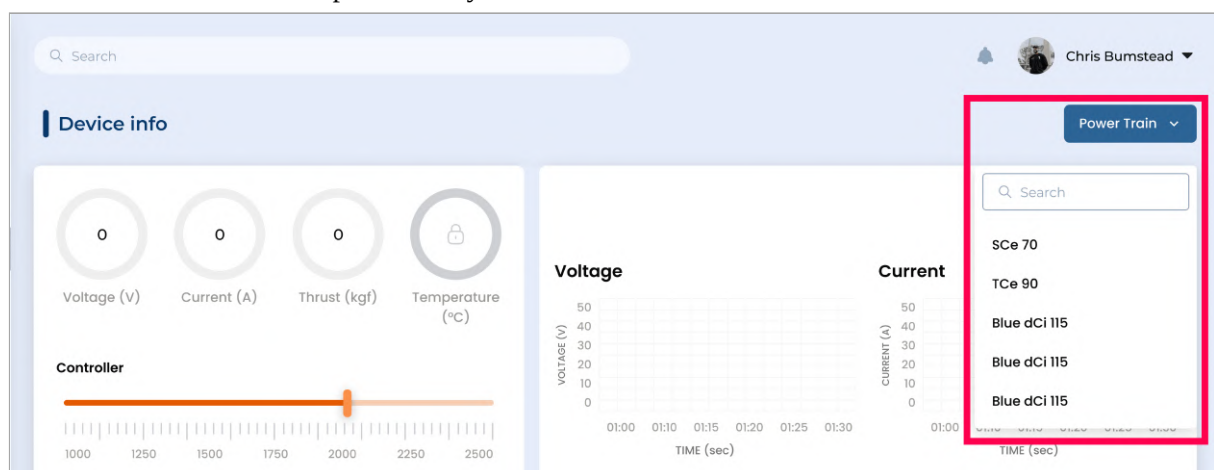 Search
Chris Bumstead
Device info
Power Train
Search
0
0
0
Voltage (V)
Current (A)
Thrust (kgf)
Temperature
(°C)
Controller
1000 1250 1500 1750 2000 2250 2500
Voltage
VOLTAGE (V)
50
40
30
20
10
0
01:00 01:10 01:15 01:20 01:25 01:30
TIME (sec)
Current
CURRENT (A)
50
40
30
20
10
0
01:00
TIME (sec)
SCe 70
TCe 90
Blue dCi 115
Blue dCi 115
Blue dCi 115